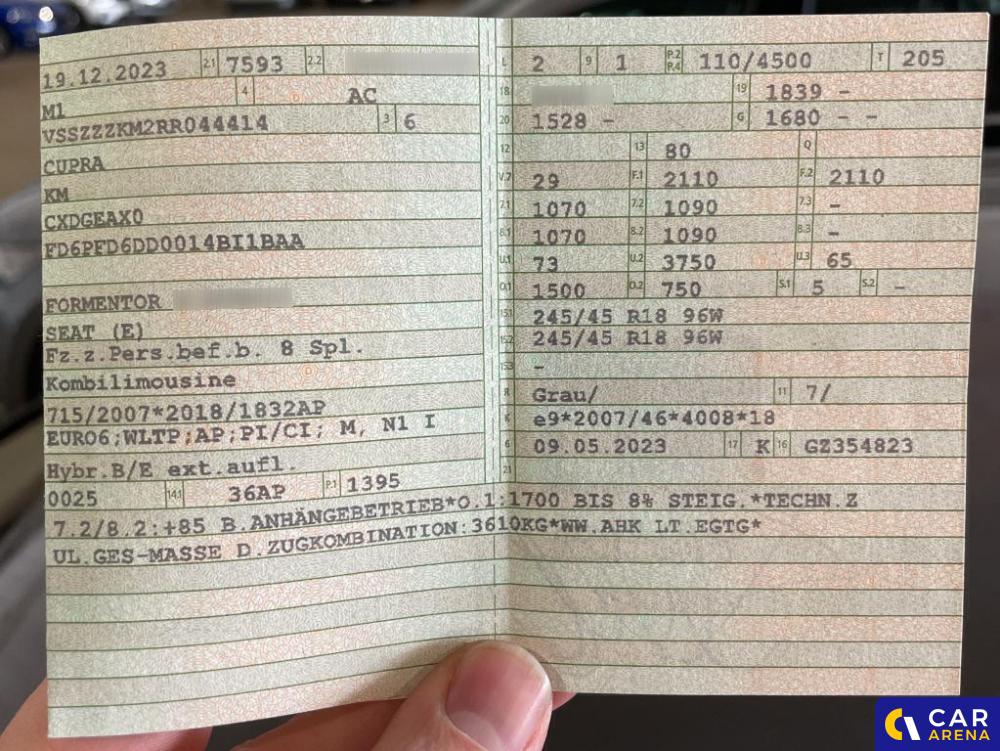 19.12.2023 2.1 7593 2.2
M1 4 AC
VSSZZZKM2RR044414 3 6
CUPRA
KM
CXDGEAX0
FD6PFD6DD0014BI1BAA
FORMENTOR
SEAT (E)
Fz.z.Pers.bef.b. 8 Spl.
Kombilimousine
715/2007*2018/1832AP
EURO6;WLTP;AP;PI/CI; M, N1 I
Hybr.B/E ext.aufl.
0025 14.1 36AP P.1 1395
L 2 9 1 P.2 P.4 110/4500 T 205
18 19 1839 -
20 1528 - G 1680 - -
12 13 80 Q
V.7 29 F.1 2110 F.2 2110
7.1 1070 7.2 1090 7.3 -
8.1 1070 8.2 1090 8.3 -
U.1 73 U.2 3750 U.3 65
O.1 1500 O.2 750 S.1 5 S.2 -
15.1 245/45 R18 96W
15.2 245/45 R18 96W
15.3 -
R Grau/ 11 7/
K e9*2007/46*4008*18
6 09.05.2023 17 K 16 GZ354823
21
7.2/8.2:+85 B.ANHÄNGEBETRIEB*O.1:1700 BIS 8% STEIG.*TECHN.Z
UL.GES-MASSE D.ZUGKOMBINATION:3610KG*WW.AHK LT.EGTG*
CAR
ARENA